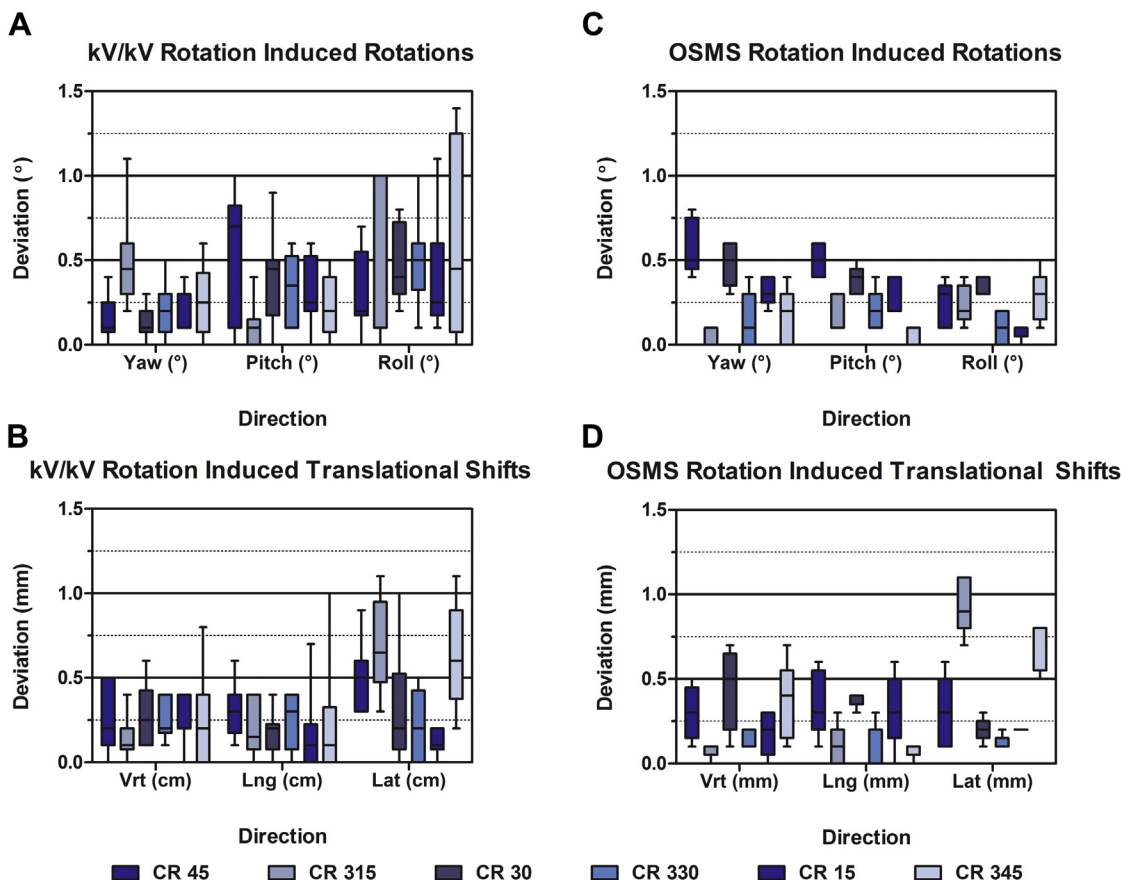 A
kV/kV Rotation Induced Rotations
Deviation (°)
1.5
1.0
0.5
0.0
Yaw (°) Pitch (°) Roll (°)
Direction
C
OSMS Rotation Induced Rotations
Deviation (°)
1.5
1.0
0.5
0.0
Yaw (°) Pitch (°) Roll (°)
Direction
B
kV/kV Rotation Induced Translational Shifts
Deviation (mm)
1.5
1.0
0.5
0.0
Vrt (cm) Lng (cm) Lat (cm)
Direction
D
OSMS Rotation Induced Translational Shifts
Deviation (mm)
1.5
1.0
0.5
0.0
Vrt (mm) Lng (mm) Lat (mm)
Direction
CR 45 CR 315 CR 30 CR 330 CR 15 CR 345